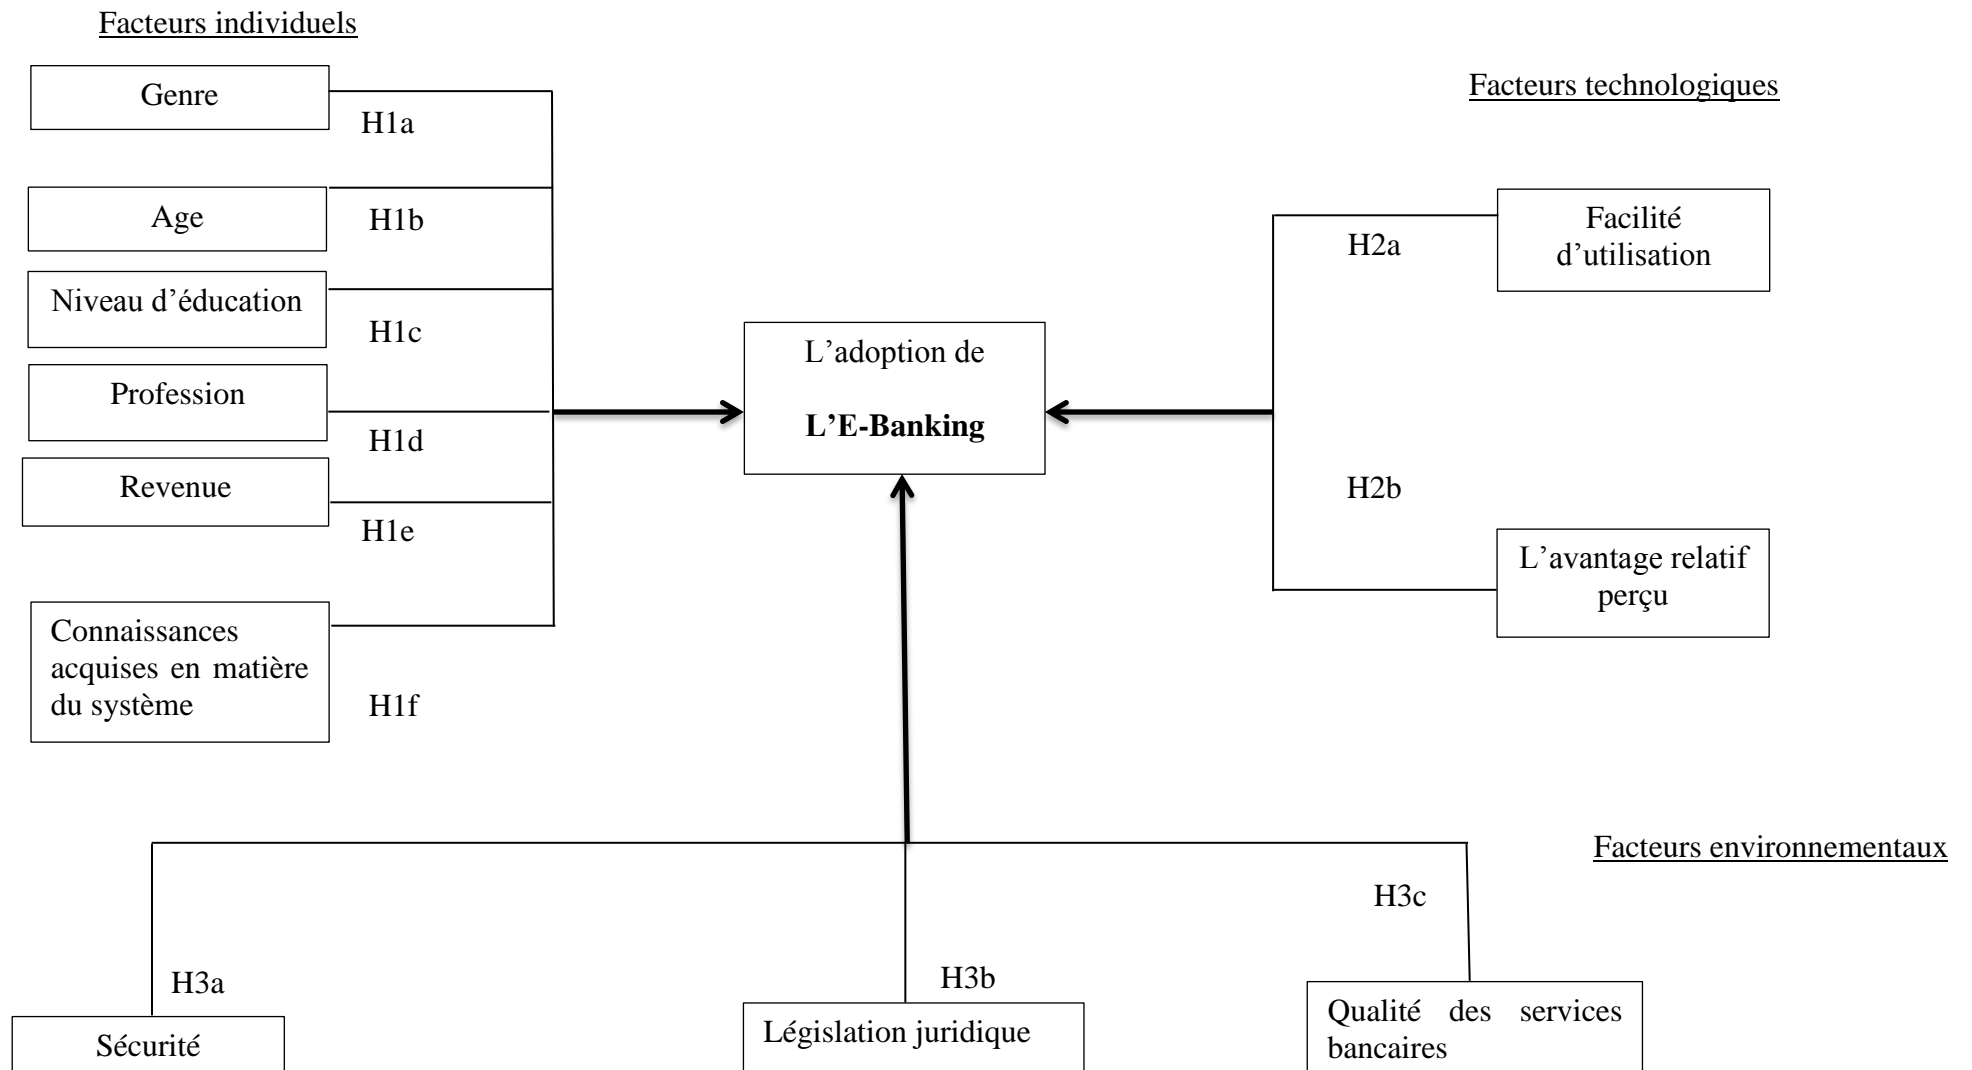 Facteurs individuels
Genre
H1a
Age
H1b
Niveau d’éducation
H1c
Profession
H1d
Revenue
H1e
Connaissances
acquises en matière
du système
H1f
L’adoption de
L’E-Banking
Facteurs technologiques
Facilité
d’utilisation
H2a
H2b
L’avantage relatif
perçu
Facteurs environnementaux
H3a
Sécurité
H3b
Législation juridique
H3c
Qualité des services
bancaires